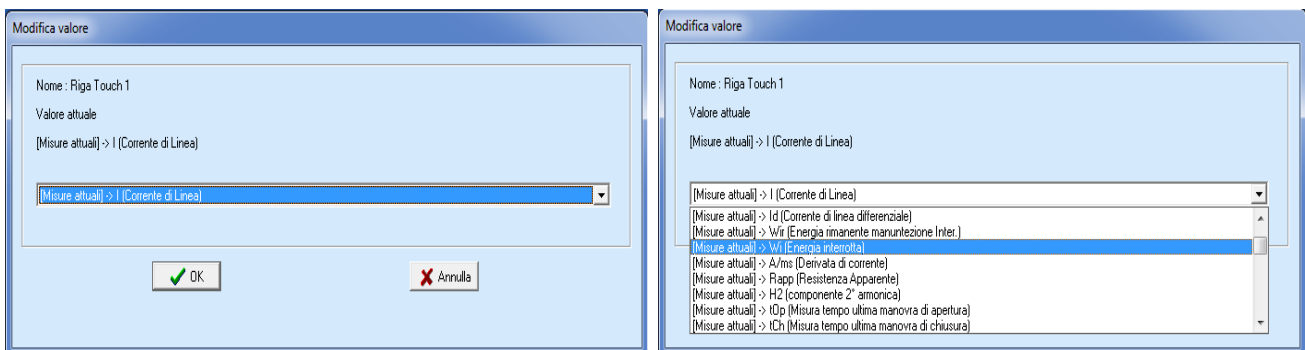 Modifica valore
Nome : Riga Touch 1
Valore attuale
[Misure attuali] -> I (Corrente di Linea)
[Misure attuali] -> I (Corrente di Linea)
OK
Annulla
Modifica valore
Nome : Riga Touch 1
Valore attuale
[Misure attuali] -> I (Corrente di Linea)
[Misure attuali] -> I (Corrente di Linea)
[Misure attuali] -> Id (Corrente di linea differenziale)
[Misure attuali] -> Wir (Energia rimanente manuntezione Inter.)
[Misure attuali] -> Wi (Energia interrotta)
[Misure attuali] -> A/ms (Derivata di corrente)
[Misure attuali] -> Rapp (Resistenza Apparente)
[Misure attuali] -> H2 (componente 2° armonica)
[Misure attuali] -> tOp (Misura tempo ultima manovra di apertura)
[Misure attuali] -> tCh (Misura tempo ultima manovra di chiusura)